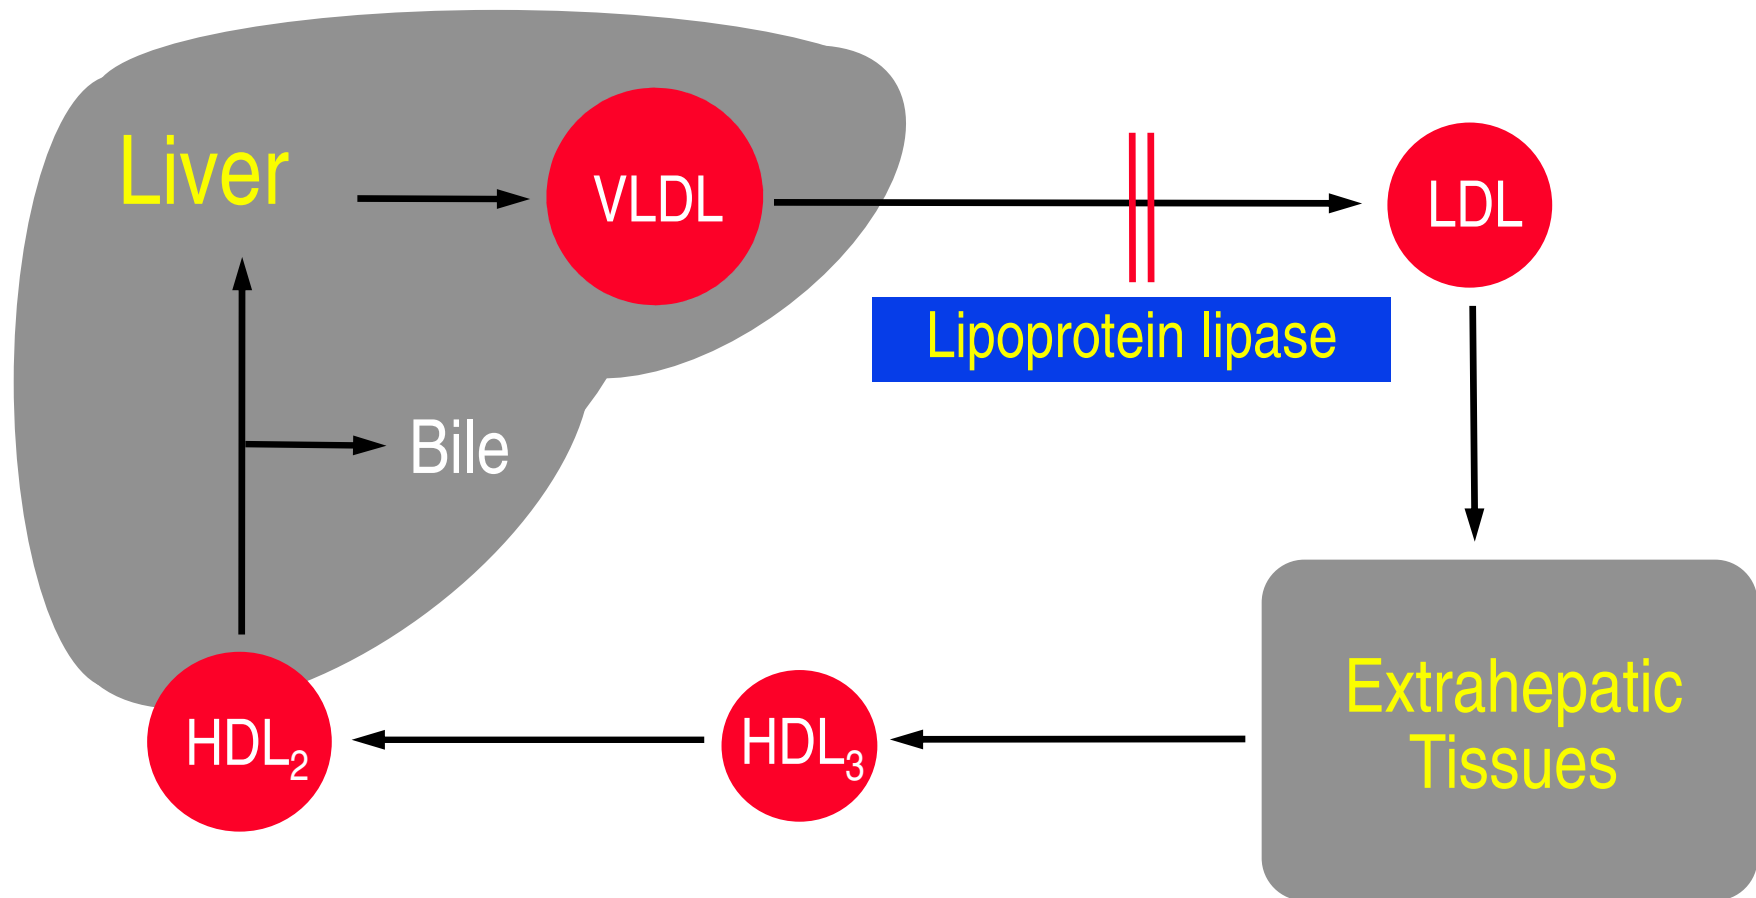 Liver
VLDL
LDL
Lipoprotein lipase
Bile
Extrahepatic
Tissues
HDL₂
HDL₃